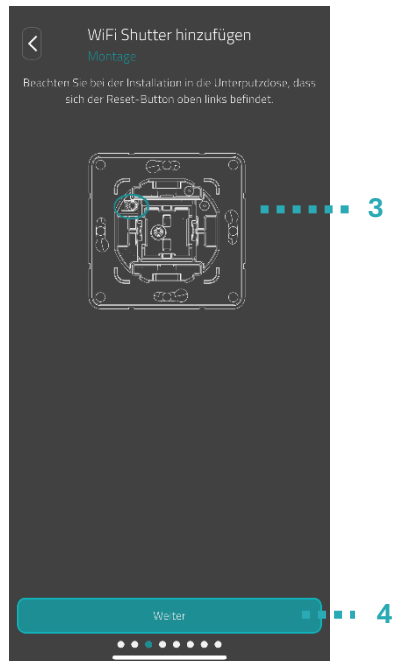 WiFi Shutter hinzufügen
Montage
Beachten Sie bei der Installation in die Unterputzdose, dass
sich der Reset-Button oben links befindet.
3
Weiter
4